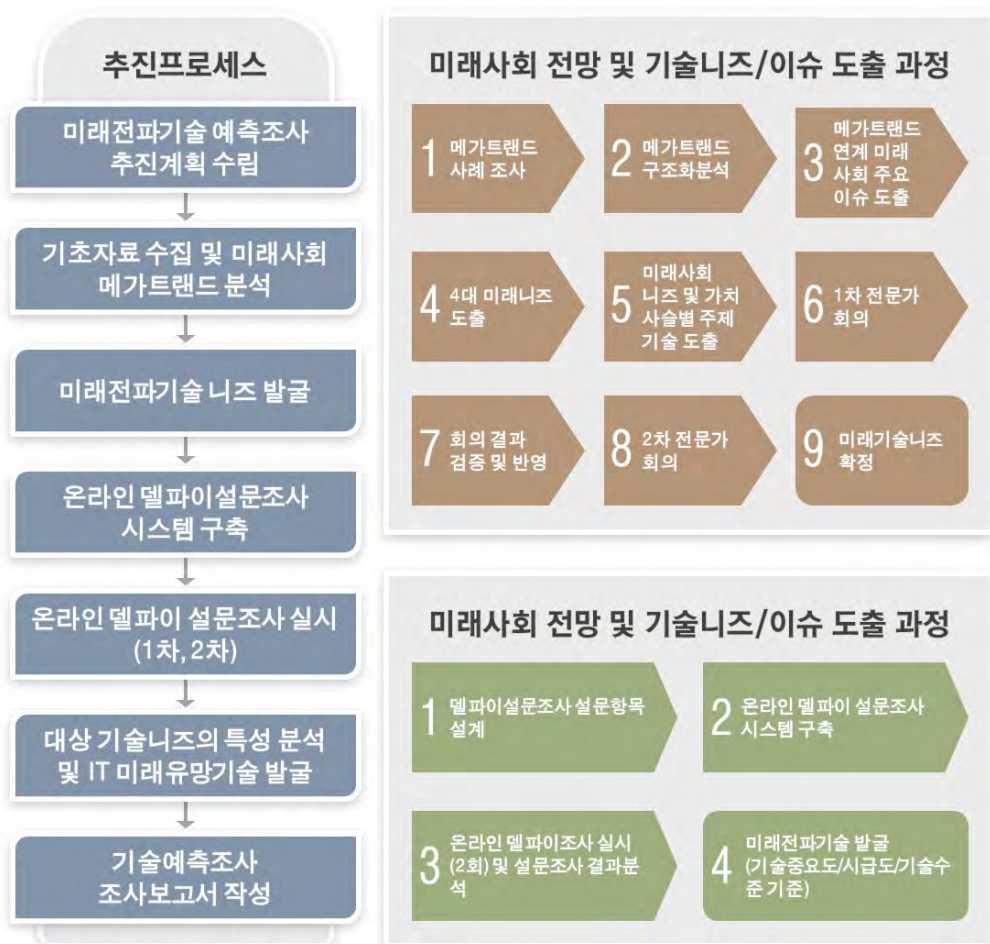 추진프로세스
미래전파기술 예측조사
추진계획 수립
기초자료 수집 및 미래사회
메가트랜드 분석
미래전파기술 니즈 발굴
온라인 델파이설문조사
시스템 구축
온라인 델파이 설문조사 실시
(1차, 2차)
대상 기술니즈의 특성 분석
및 IT 미래유망기술 발굴
기술예측조사
조사보고서 작성
미래사회 전망 및 기술니즈/이슈 도출 과정
1 메가트랜드
사례 조사
2 메가트랜드
구조화분석
3 메가트랜드
연계 미래
사회 주요
이슈 도출
4 4대 미래니즈
도출
5 미래사회
니즈 및 가치
사슬별 주제
기술 도출
6 1차 전문가
회의
7 회의 결과
검증 및 반영
8 2차 전문가
회의
9 미래기술니즈
확정
미래사회 전망 및 기술니즈/이슈 도출 과정
1 델파이설문조사 설문항목
설계
2 온라인 델파이 설문조사
시스템 구축
3 온라인 델파이조사 실시
(2회) 및 설문조사 결과분
석
4 미래전파기술 발굴
(기술중요도/시급도/기술수
준 기준)